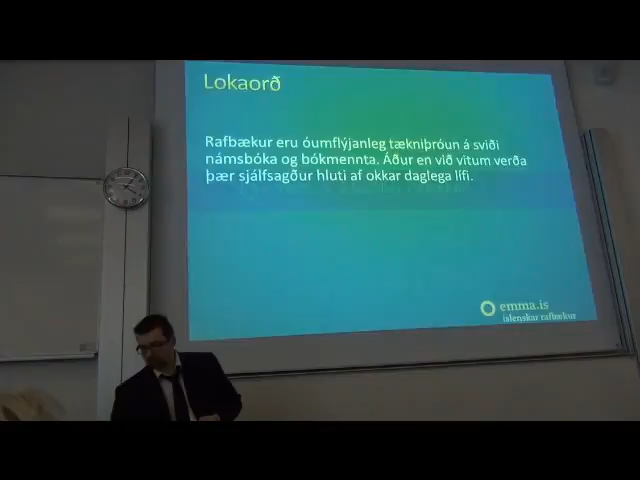 Lokaorð
Rafbækur eru óumflýjanleg tækniþróun á sviði
námsbóka og bókmennta. Áður en við vitum verða
þær sjálfsagður hluti af okkar daglega lífi.
emma.is
íslenskar rafbækur